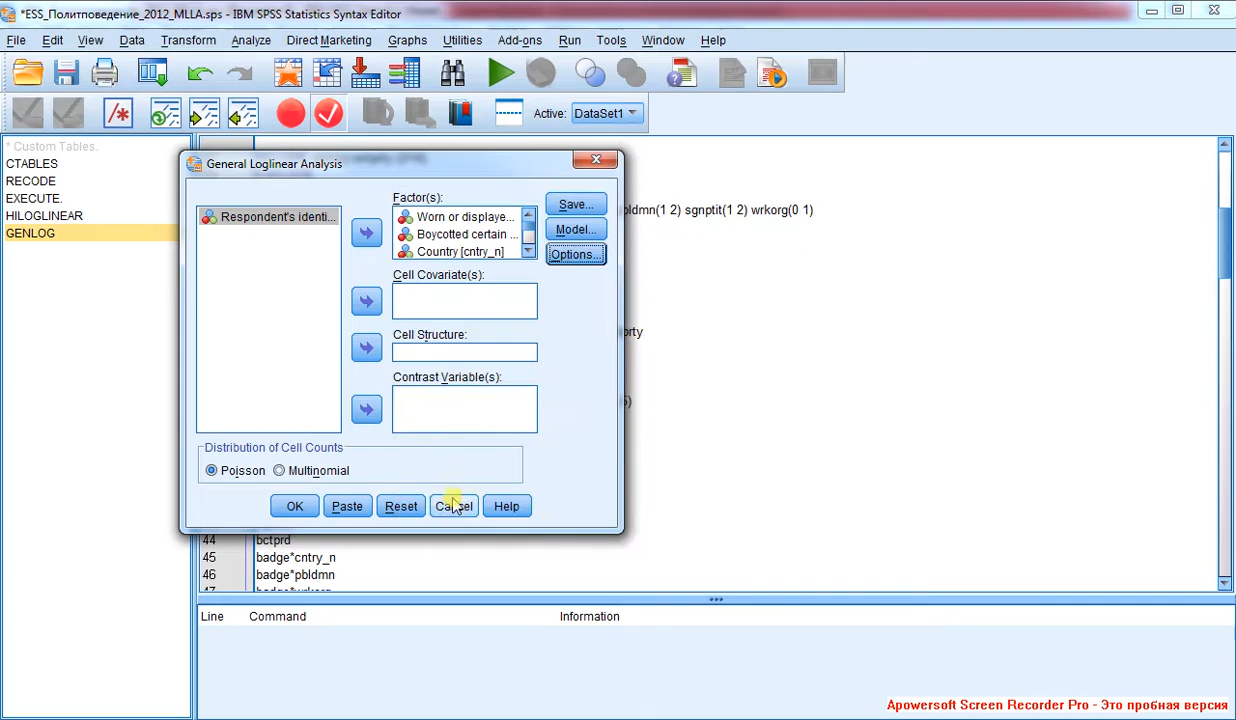 *ESS_Политповедение_2012_MLLA.sps - IBM SPSS Statistics Syntax Editor
File Edit View Data Transform Analyze Direct Marketing Graphs Utilities Add-ons Run Tools Window Help
Active: DataSet1
* Custom Tables.
CTABLES
RECODE
EXECUTE.
HILOGLINEAR
GENLOG
General Loglinear Analysis
Respondent's identi...
Factor(s):
Worn or displaye...
Boycotted certain ...
Country [cntry_n]
Save...
Model...
Options...
Cell Covariate(s):
Cell Structure:
Contrast Variable(s):
Distribution of Cell Counts
Poisson Multinomial
OK Paste Reset Cancel Help
bldmn(1 2) sgnptit(1 2) wrkorg(0 1)
44 bctprd
45 badge*cntry_n
46 badge*pbldmn
Line Command Information
Apowersoft Screen Recorder Pro - Это пробная версия